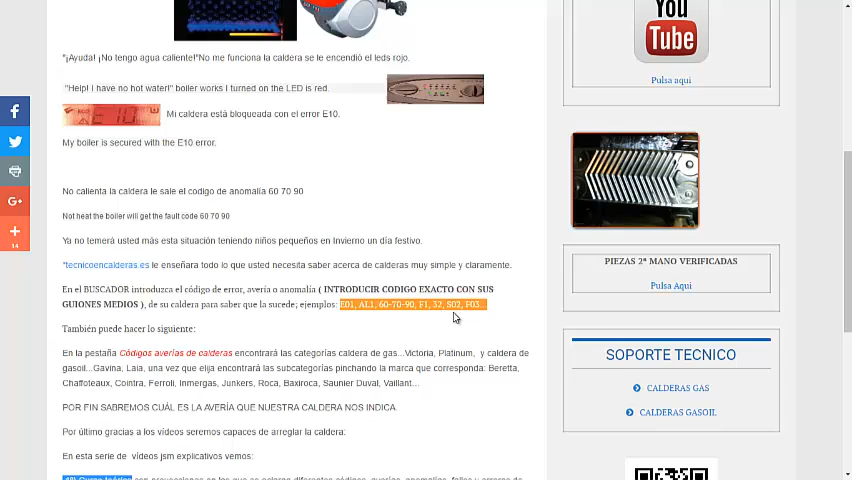 You
Tube
"¡Ayuda! ¡No tengo agua caliente!"No me funciona la caldera se le encendió el leds rojo.
Pulsa aqui
"Help! I have no hot water!" boiler works I turned on the LED is red.
E10
Mi caldera está bloqueada con el error E10.
My boiler is secured with the E10 error.
No calienta la caldera le sale el codigo de anomalía 60 70 90
Not heat the boiler will get the fault code 60 70 90
Ya no temerá usted más esta situación teniendo niños pequeños en Invierno un día festivo.
*tecnicoencalderas.es le enseñara todo lo que usted necesita saber acerca de calderas muy simple y claramente.
En el BUSCADOR introduzca el código de error, avería o anomalía ( INTRODUCIR CODIGO EXACTO CON SUS
GUIONES MEDIOS ), de su caldera para saber que la sucede; ejemplos: E01, AL1, 60-70-90, F1, 32, S02, F03...
También puede hacer lo siguiente:
En la pestaña Códigos averías de calderas encontrará las categorías caldera de gas...Victoria, Platinum, y caldera de
gasoil...Gavina, Laia, una vez que elija encontrará las subcategorías pinchando la marca que corresponda: Beretta,
Chaffoteaux, Cointra, Ferroli, Inmergas, Junkers, Roca, Baxiroca, Saunier Duval, Vaillant...
POR FIN SABREMOS CUÁL ES LA AVERÍA QUE NUESTRA CALDERA NOS INDICA.
Por último gracias a los vídeos seremos capaces de arreglar la caldera:
En esta serie de vídeos jsm explicativos vemos:
PIEZAS 2ª MANO VERIFICADAS
Pulsa Aqui
SOPORTE TECNICO
CALDERAS GAS
CALDERAS GASOIL
G+
14